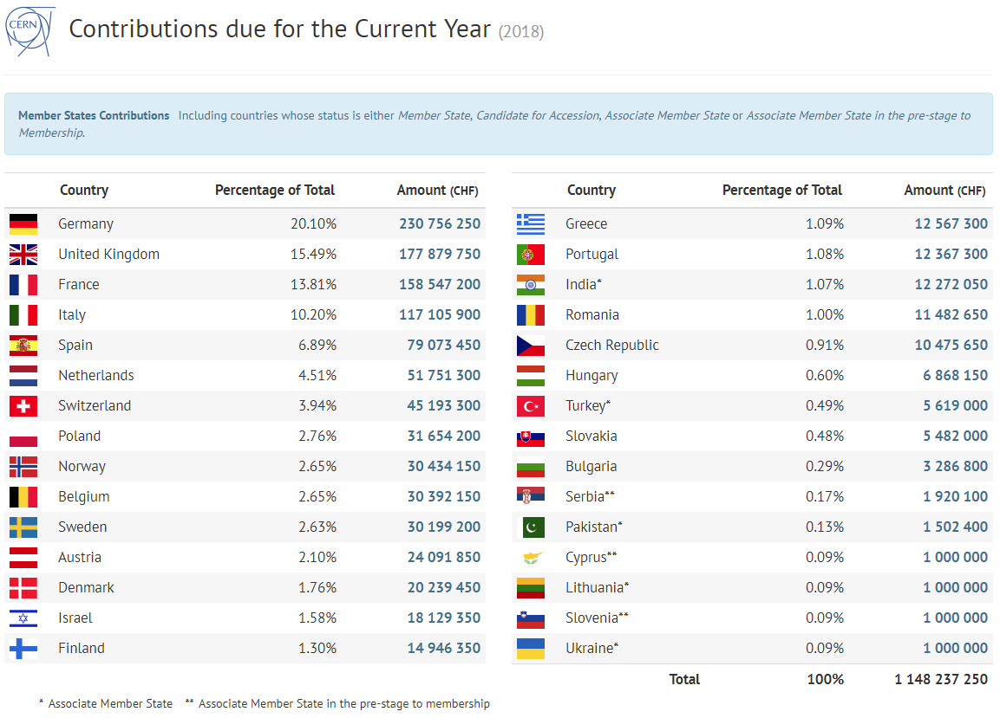 CERN
Contributions due for the Current Year (2018)
Member States Contributions Including countries whose status is either Member State, Candidate for Accession, Associate Member State or Associate Member State in the pre-stage to
Membership.
Country Percentage of Total Amount (CHF)
Germany 20.10% 230 756 250
United Kingdom 15.49% 177 879 750
France 13.81% 158 547 200
Italy 10.20% 117 105 900
Spain 6.89% 79 073 450
Netherlands 4.51% 51 751 300
Switzerland 3.94% 45 193 300
Poland 2.76% 31 654 200
Norway 2.65% 30 434 150
Belgium 2.65% 30 392 150
Sweden 2.63% 30 199 200
Austria 2.10% 24 091 850
Denmark 1.76% 20 239 450
Israel 1.58% 18 129 350
Finland 1.30% 14 946 350
Country Percentage of Total Amount (CHF)
Greece 1.09% 12 567 300
Portugal 1.08% 12 367 300
India* 1.07% 12 272 050
Romania 1.00% 11 482 650
Czech Republic 0.91% 10 475 650
Hungary 0.60% 6 868 150
Turkey* 0.49% 5 619 000
Slovakia 0.48% 5 482 000
Bulgaria 0.29% 3 286 800
Serbia** 0.17% 1 920 100
Pakistan* 0.13% 1 502 400
Cyprus** 0.09% 1 000 000
Lithuania* 0.09% 1 000 000
Slovenia** 0.09% 1 000 000
Ukraine* 0.09% 1 000 000
Total 100% 1 148 237 250
* Associate Member State ** Associate Member State in the pre-stage to membership